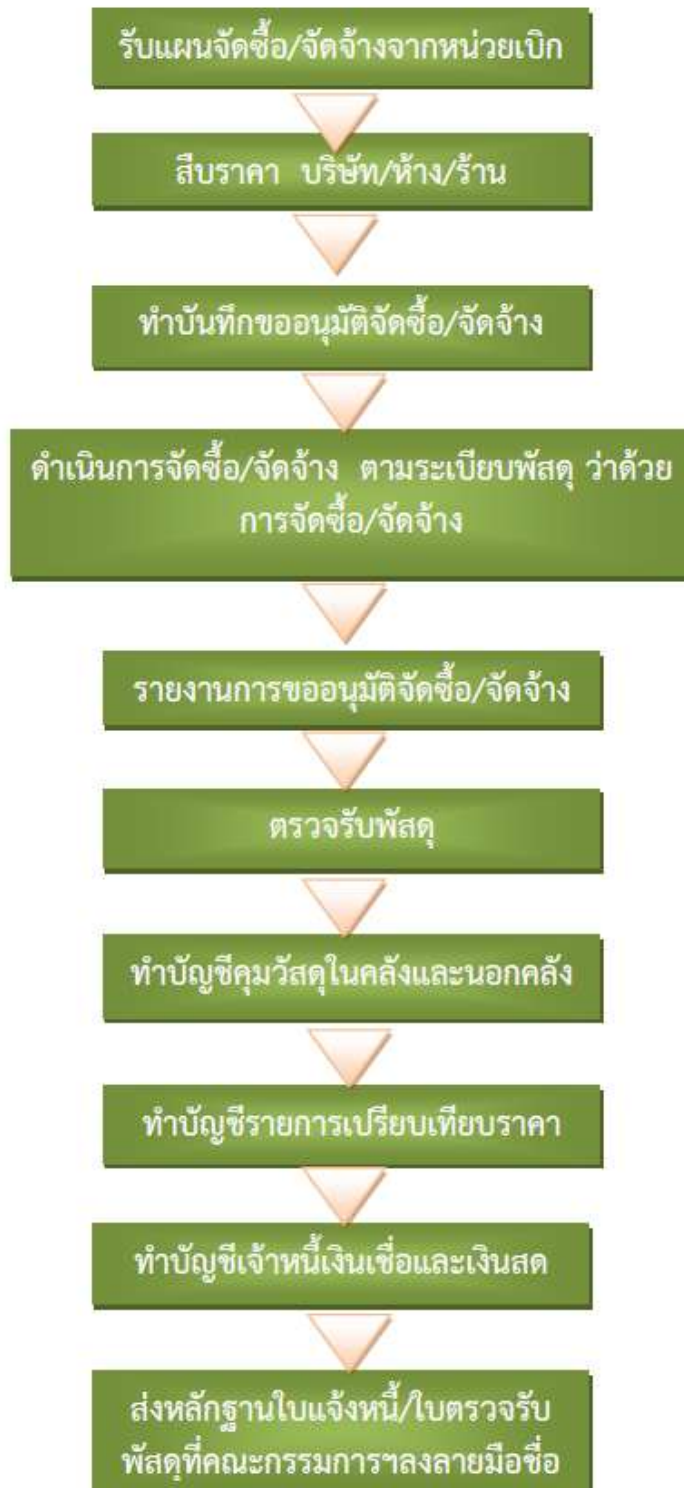 รับแผนจัดซื้อ/จัดจ้างจากหน่วยเบิก
สืบราคา บริษัท/ห้าง/ร้าน
ทำบันทึกขออนุมัติจัดซื้อ/จัดจ้าง
ดำเนินการจัดซื้อ/จัดจ้าง ตามระเบียบพัสดุ ว่าด้วย
การจัดซื้อ/จัดจ้าง
รายงานการขออนุมัติจัดซื้อ/จัดจ้าง
ตรวจรับพัสดุ
ทำบัญชีคุมวัสดุในคลังและนอกคลัง
ทำบัญชีรายการเปรียบเทียบราคา
ทำบัญชีเจ้าหนี้เงินเชื่อและเงินสด
ส่งหลักฐานใบแจ้งหนี้/ใบตรวจรับ
พัสดุที่คณะกรรมการฯลงลายมือชื่อ